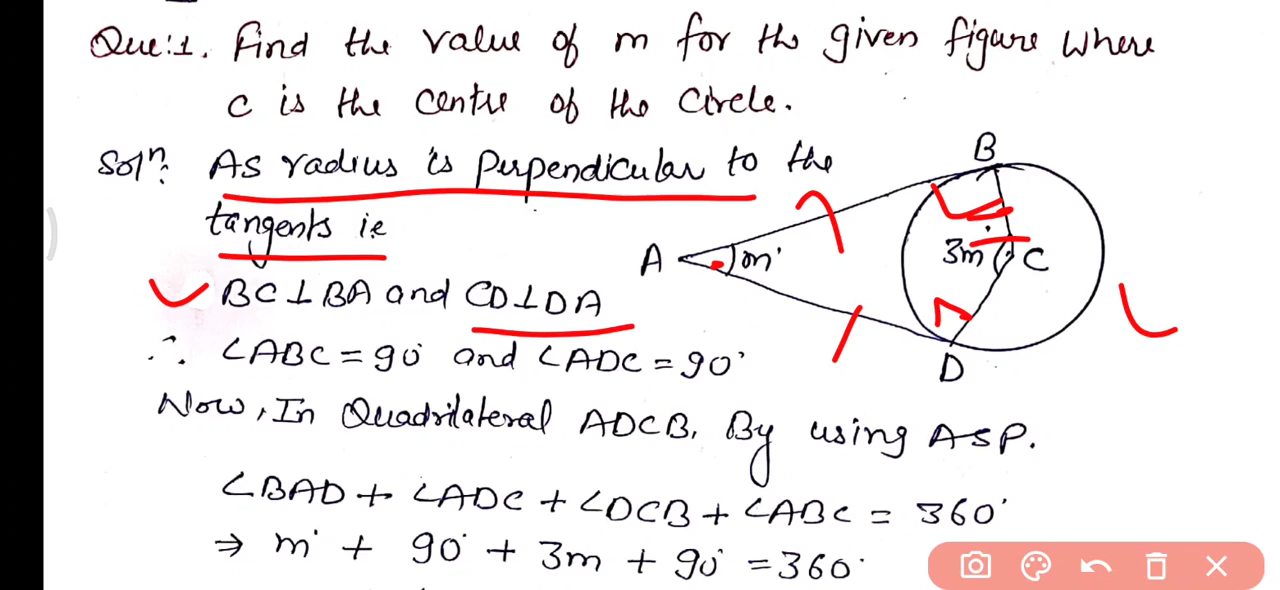 Que:1. Find the value of m for the given figure where
c is the centre of the circle.
Solⁿ: As radius is perpendicular to the
tangents i.e
BC⊥BA and CD⊥DA
∴ ∠ABC = 90° and ∠ADC = 90°
Now, In Quadrilateral ADCB, By using ASP.
∠BAD + ∠ADC + ∠DCB + ∠ABC = 360°
⇒ m° + 90° + 3m + 90° = 360°
B
A m° 3m° C
D